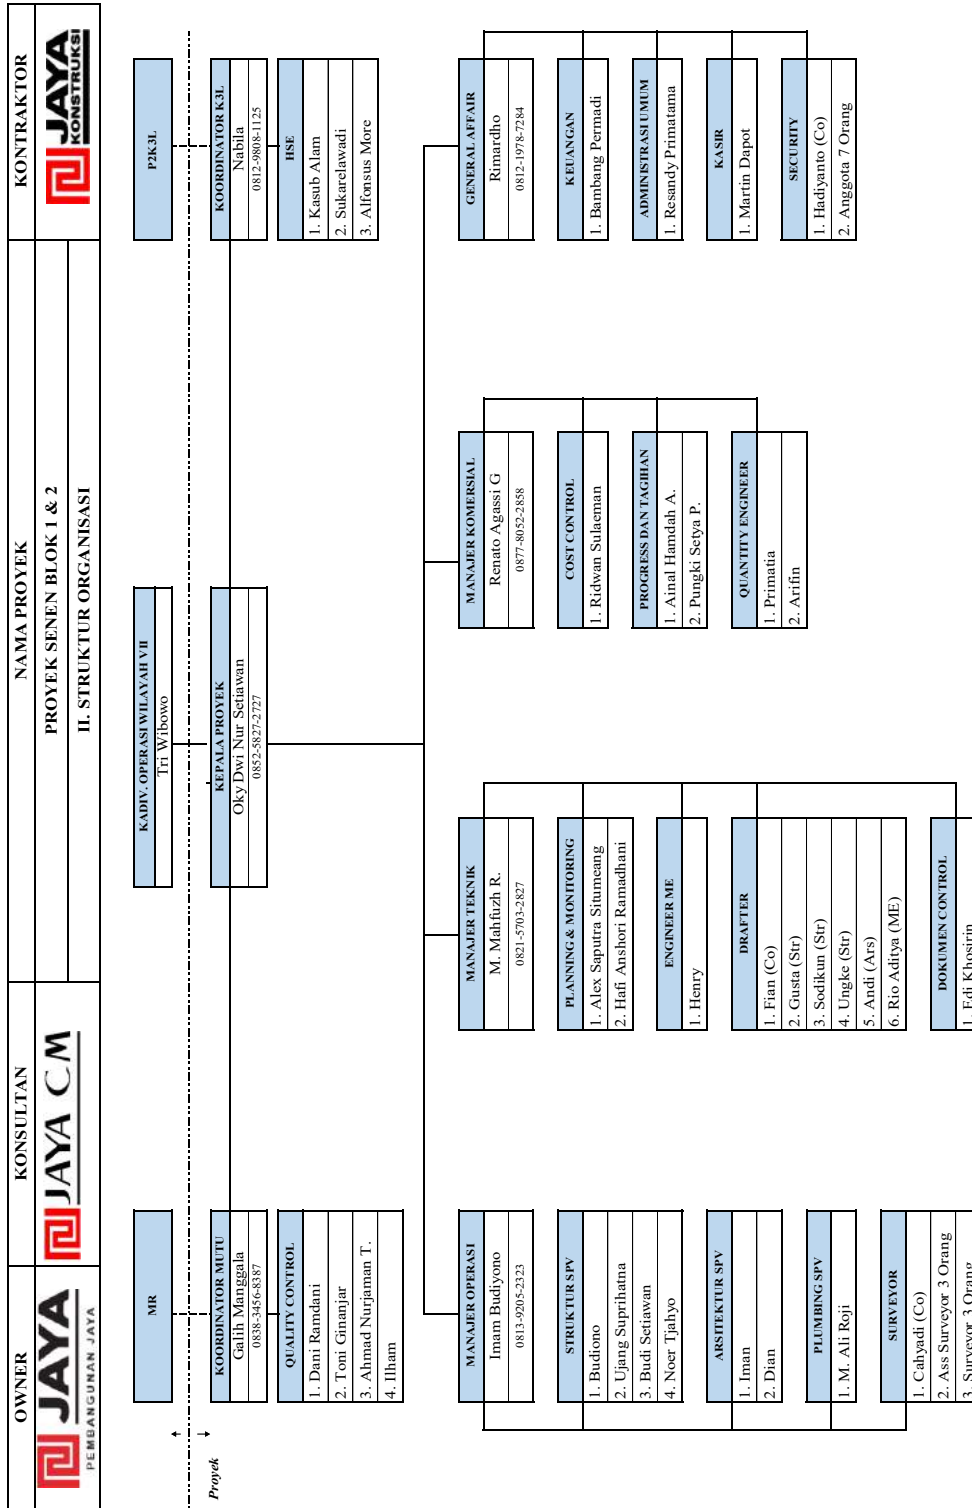 OWNER
KONSULTAN
NAMA PROYEK
KONTRAKTOR
JAYA
PEMBANGUNAN JAYA
JAYA CM
PROYEK SENEN BLOK 1 & 2
II. STRUKTUR ORGANISASI
JAYA
KONSTRUKSI
MR
KADIV. OPERASI WILAYAH VII
Tri Wibowo
P2K3L
Proyek
KOORDINATOR MUTU
Galih Manggala
0838-3456-8387
QUALITY CONTROL
1. Dani Ramdani
2. Toni Ginanjar
3. Ahmad Nurjaman T.
4. Ilham
KEPALA PROYEK
Oky Dwi Nur Setiawan
0852-5827-2727
KOORDINATOR K3L
Nabila
0812-9808-1125
HSE
1. Kasub Alam
2. Sukarelawadi
3. Alfonsus More
MANAJER OPERASI
Imam Budiyono
0813-9205-2323
STRUKTUR SPV
1. Budiono
2. Ujang Suprihatna
3. Budi Setiawan
4. Noer Tjahyo
ARSITEKTUR SPV
1. Iman
2. Dian
PLUMBING SPV
1. M. Ali Roji
SURVEYOR
1. Cahyadi (Co)
2. Ass Surveyor 3 Orang
3. Surveyor 3 Orang
MANAJER TEKNIK
M. Mahfuzh R.
0821-5703-2827
PLANNING & MONITORING
1. Alex Saputra Situmeang
2. Hafi Anshori Ramadhani
ENGINEER ME
1. Henry
DRAFTER
1. Fian (Co)
2. Gusta (Str)
3. Sodikun (Str)
4. Ungke (Str)
5. Andi (Ars)
6. Rio Aditya (ME)
DOKUMEN CONTROL
1. Edi Khosirin
MANAJER KOMERSIAL
Renato Agassi G
0877-8052-2858
COST CONTROL
1. Ridwan Sulaeman
PROGRESS DAN TAGIHAN
1. Ainal Hamdah A.
2. Pungki Setya P.
QUANTITY ENGINEER
1. Primatia
2. Arifin
GENERAL AFFAIR
Rimardho
0812-1978-7284
KEUANGAN
1. Bambang Permadi
ADMINISTRASI UMUM
1. Resandy Primatama
KASIR
1. Martin Dapot
SECURITY
1. Hadiyanto (Co)
2. Anggota 7 Orang